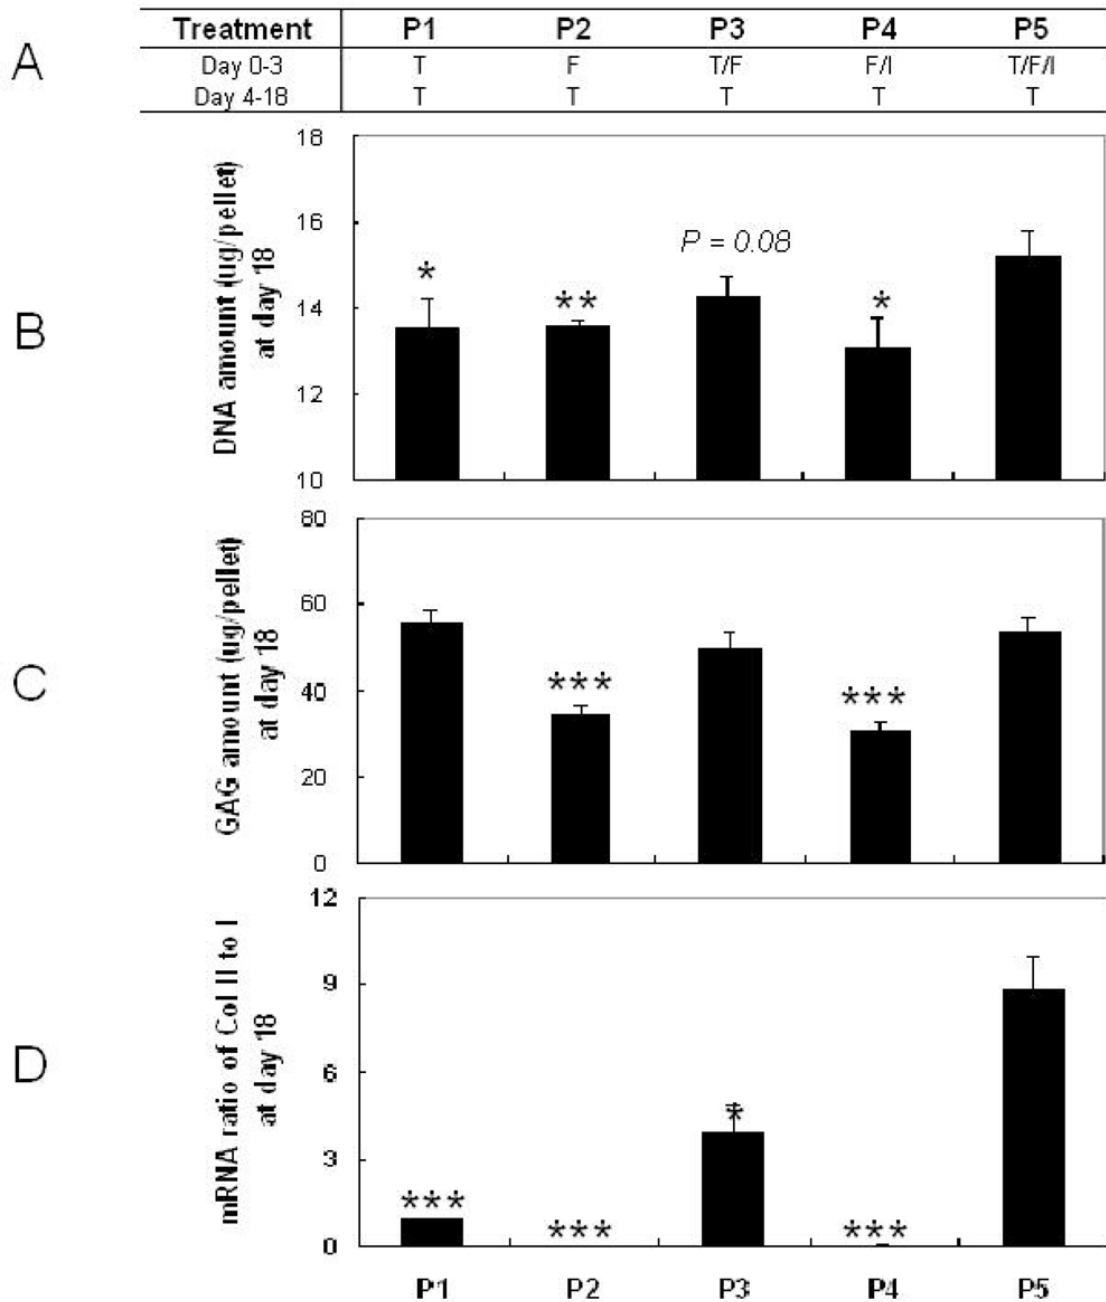 A
Treatment P1 P2 P3 P4 P5
Day 0-3 T F T/F F/I T/F/I
Day 4-18 T T T T T
B
DNA amount (ug/pellet)
at day 18
18
16
14
12
10
*
**
P = 0.08
*
C
GAG amount (ug/pellet)
at day 18
80
60
40
20
0
***
***
D
mRNA ratio of Col II to I
at day 18
12
9
6
3
0
***
***
*
***
P1 P2 P3 P4 P5